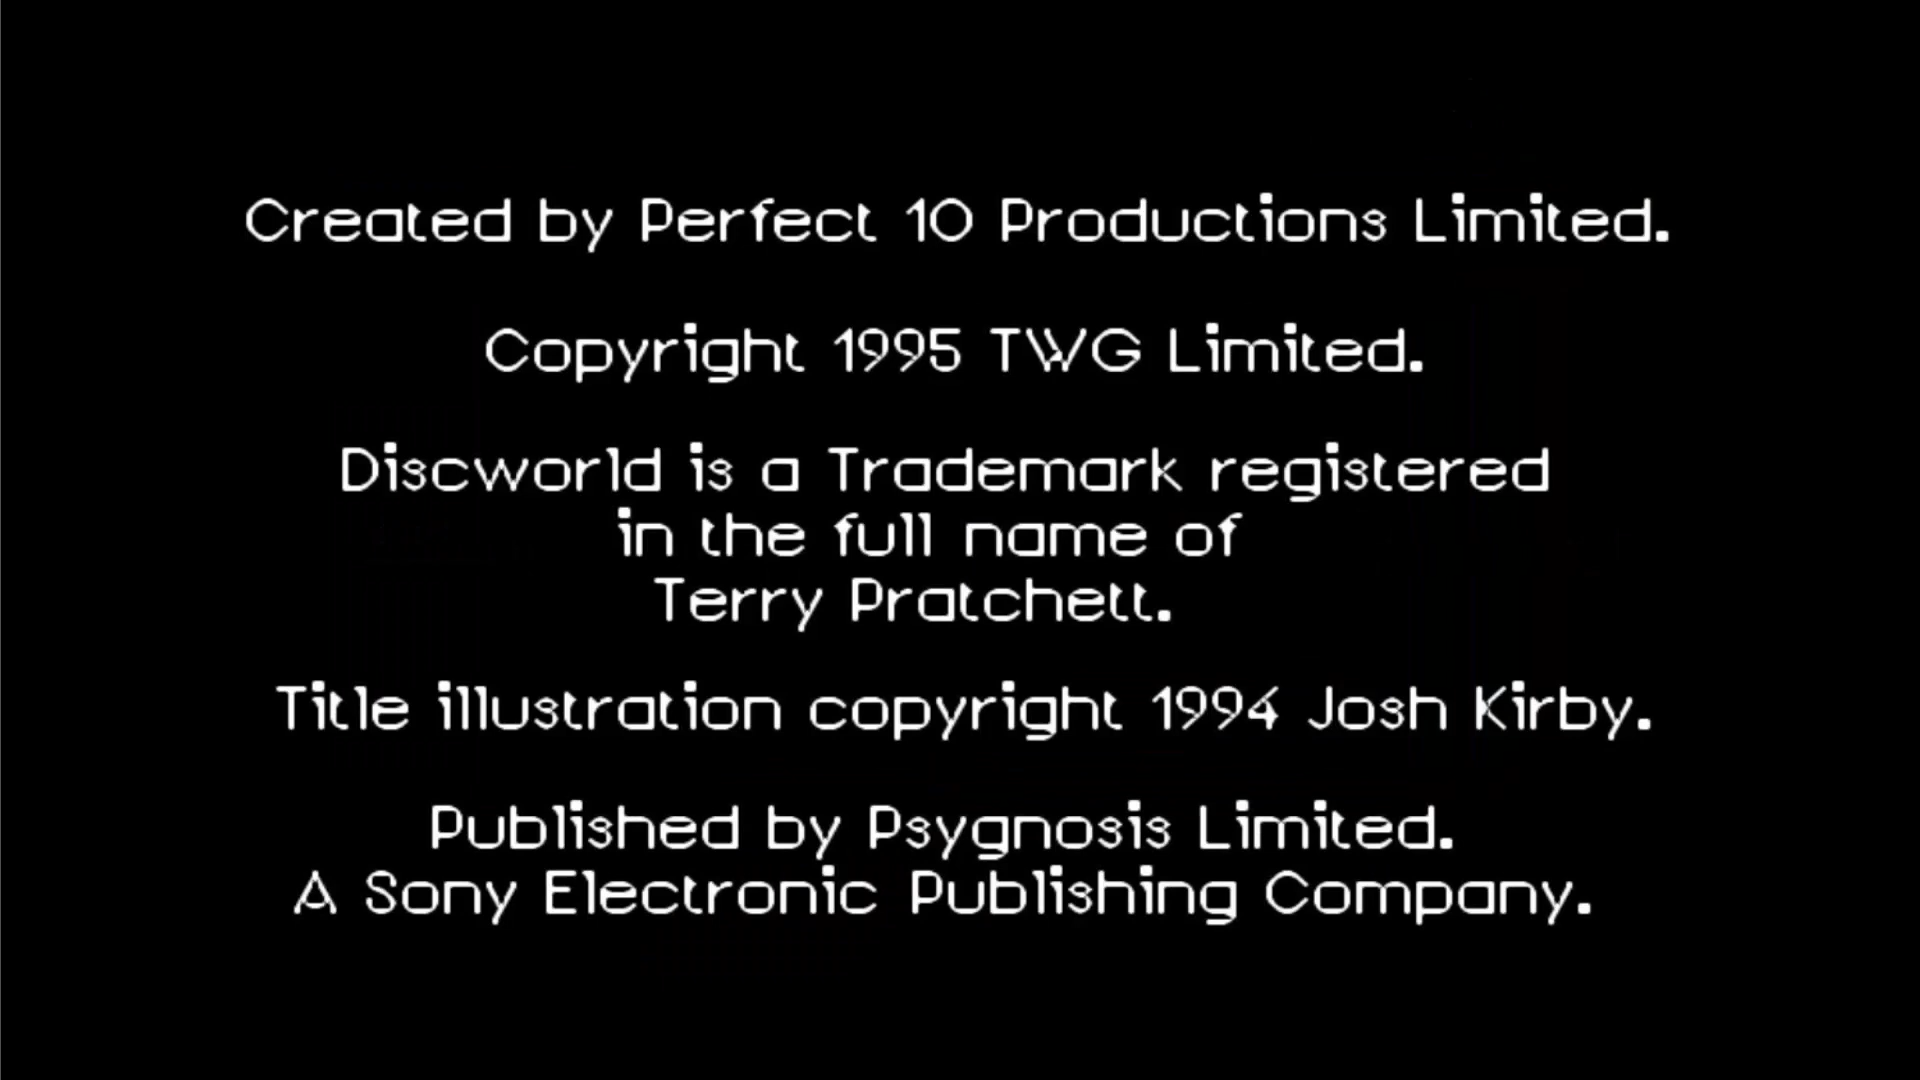 Created by Perfect 10 Productions Limited.
Copyright 1995 TWG Limited.
Discworld is a Trademark registered
in the full name of
Terry Pratchett.
Title illustration copyright 1994 Josh Kirby.
Published by Psygnosis Limited.
A Sony Electronic Publishing Company.